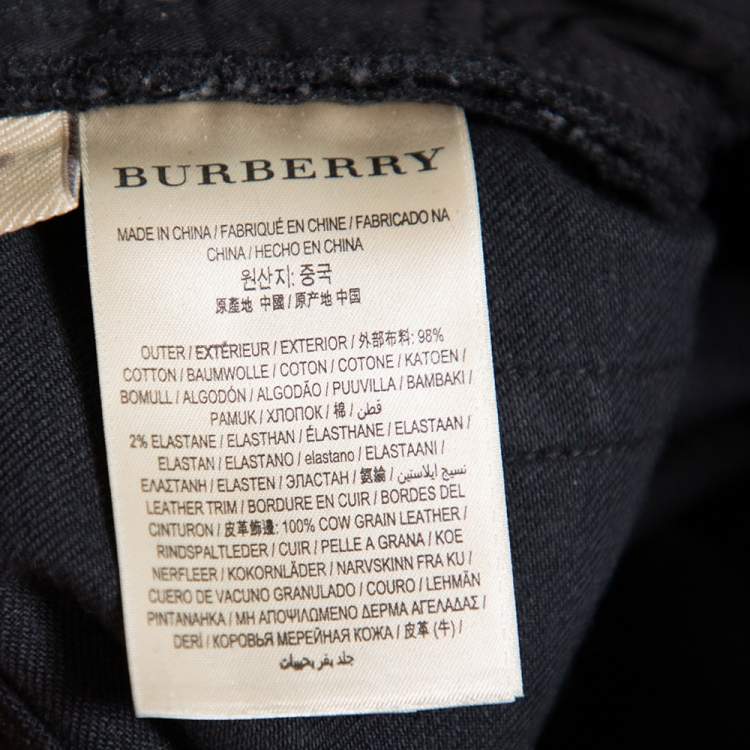 BURBERRY
MADE IN CHINA / FABRIQUÉ EN CHINE / FABRICADO NA
CHINA / HECHO EN CHINA
원산지: 중국
原產地 中國 / 原产地 中国
OUTER / EXTÉRIEUR / EXTERIOR / 外部布料: 98%
COTTON / BAUMWOLLE / COTON / COTONE / KATOEN /
BOMULL / ALGODÓN / ALGODÃO / PUUVILLA / BAMBAKI /
PAMUK / ХЛОПОК / 棉 / قطن /
2% ELASTANE / ELASTHAN / ÉLASTHANE / ELASTAAN /
ELASTAN / ELASTANO / elastano / ELASTAANI /
ΕΛΑΣΤΑΝΗ / ELASTEN / ЭЛАСТАН / 氨綸 / نسيج إيلاستين /
LEATHER TRIM / BORDURE EN CUIR / BORDES DEL
CINTURON / 皮革飾邊: 100% COW GRAIN LEATHER /
RINDSPALTLEDER / CUIR / PELLE A GRANA / KOE
NERFLEER / KOKORNLÄDER / NARVSKINN FRA KU /
CUERO DE VACUNO GRANULADO / COURO / LEHMÄN
PINTANAHKA / ΜΗ ΑΠΟΨΙΛΩΜΕΝΟ ΔΕΡΜΑ ΑΓΕΛΑΔΑΣ /
DERİ / КОРОВЬЯ МЕРЕЙНАЯ КОЖА / 皮革 (牛) /
جلد بقر بحبيبات